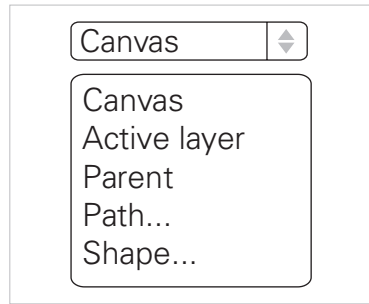 Canvas
Canvas
Active layer
Parent
Path...
Shape...